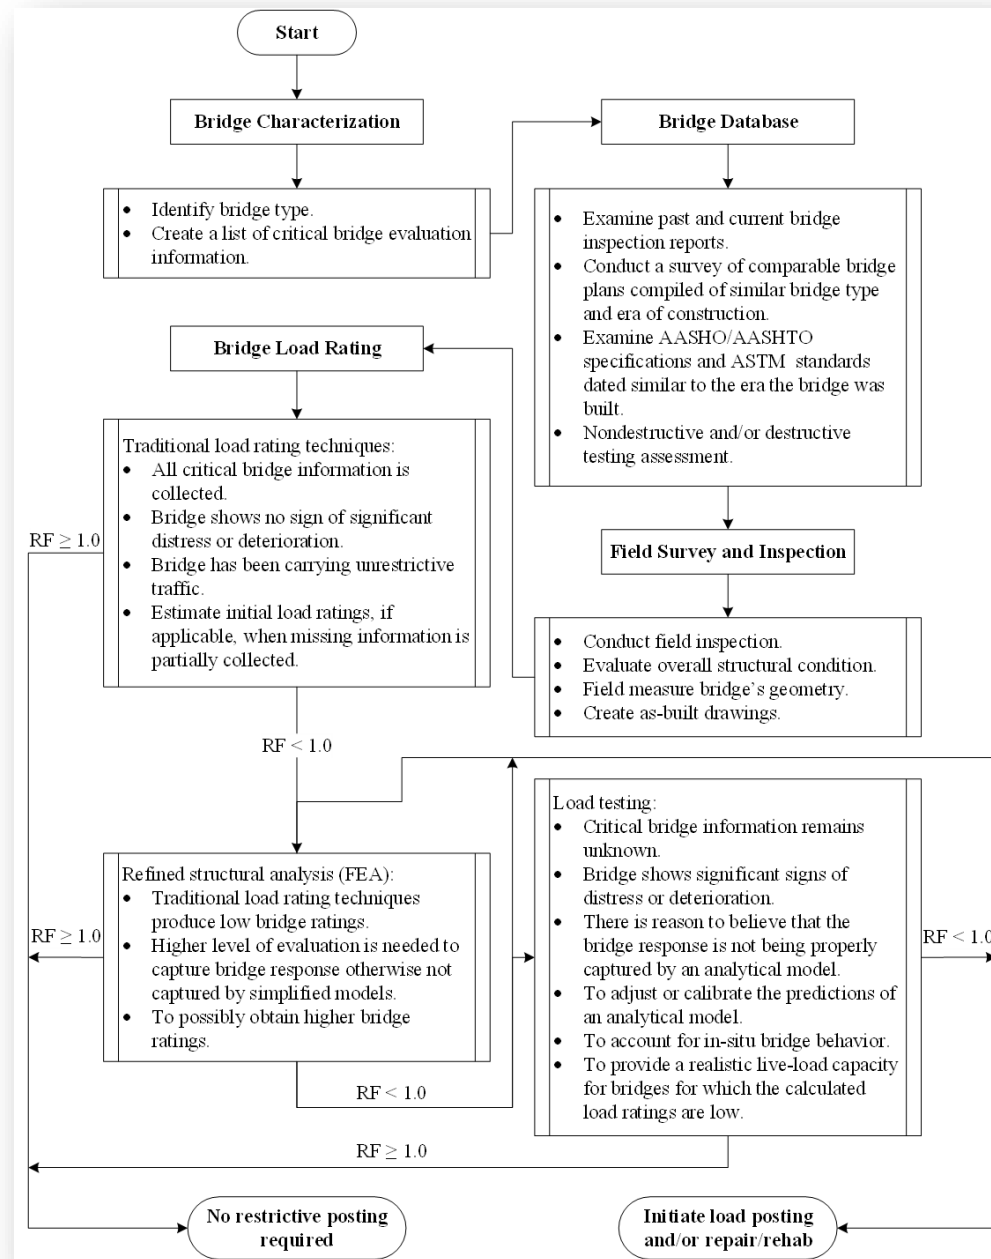 Start
Bridge Characterization
• Identify bridge type.
• Create a list of critical bridge evaluation
information.
Bridge Database
• Examine past and current bridge
inspection reports.
• Conduct a survey of comparable bridge
plans compiled of similar bridge type
and era of construction.
• Examine AASHO/AASHTO
specifications and ASTM standards
dated similar to the era the bridge was
built.
• Nondestructive and/or destructive
testing assessment.
Field Survey and Inspection
• Conduct field inspection.
• Evaluate overall structural condition.
• Field measure bridge`s geometry.
• Create as-built drawings.
Bridge Load Rating
Traditional load rating techniques:
• All critical bridge information is
collected.
• Bridge shows no sign of significant
distress or deterioration.
• Bridge has been carrying unrestrictive
traffic.
• Estimate initial load ratings, if
applicable, when missing information is
partially collected.
RF ≥ 1.0
RF < 1.0
Refined structural analysis (FEA):
• Traditional load rating techniques
produce low bridge ratings.
• Higher level of evaluation is needed to
capture bridge response otherwise not
captured by simplified models.
• To possibly obtain higher bridge
ratings.
RF ≥ 1.0
RF < 1.0
Load testing:
• Critical bridge information remains
unknown.
• Bridge shows significant signs of
distress or deterioration.
• There is reason to believe that the
bridge response is not being properly
captured by an analytical model.
• To adjust or calibrate the predictions of
an analytical model.
• To account for in-situ bridge behavior.
• To provide a realistic live-load capacity
for bridges for which the calculated
load ratings are low.
RF < 1.0
RF ≥ 1.0
No restrictive posting
required
Initiate load posting
and/or repair/rehab